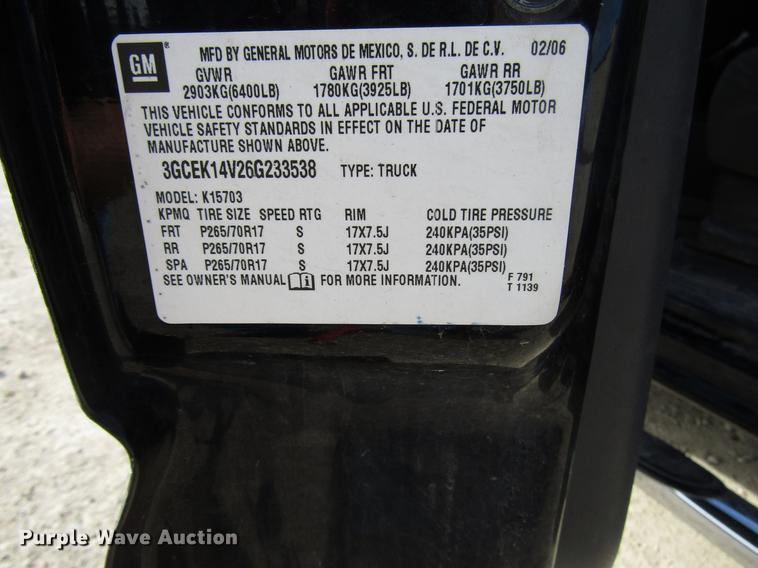 GM ® MFD BY GENERAL MOTORS DE MEXICO, S. DE R.L. DE C.V. 02/06
GVWR GAWR FRT GAWR RR
2903KG(6400LB) 1780KG(3925LB) 1701KG(3750LB)
THIS VEHICLE CONFORMS TO ALL APPLICABLE U.S. FEDERAL MOTOR
VEHICLE SAFETY STANDARDS IN EFFECT ON THE DATE OF
MANUFACTURE SHOWN ABOVE.
3GCEK14V26G233538 TYPE: TRUCK
MODEL: K15703
KPMQ TIRE SIZE SPEED RTG RIM COLD TIRE PRESSURE
FRT P265/70R17 S 17X7.5J 240KPA(35PSI)
RR P265/70R17 S 17X7.5J 240KPA(35PSI)
SPA P265/70R17 S 17X7.5J 240KPA(35PSI)
SEE OWNER'S MANUAL FOR MORE INFORMATION. F 791
T 1139
Purple Wave Auction